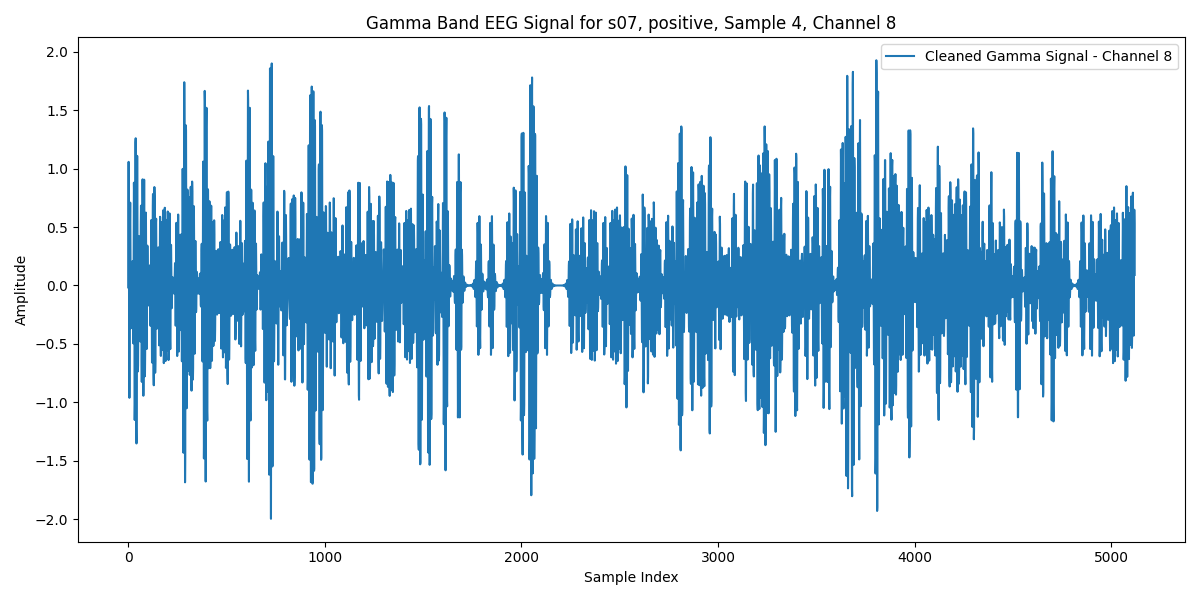 Gamma Band EEG Signal for s07, positive, Sample 4, Channel 8
Cleaned Gamma Signal - Channel 8
Amplitude
2.0
1.5
1.0
0.5
0.0
−0.5
−1.0
−1.5
−2.0
0 1000 2000 3000 4000 5000
Sample Index